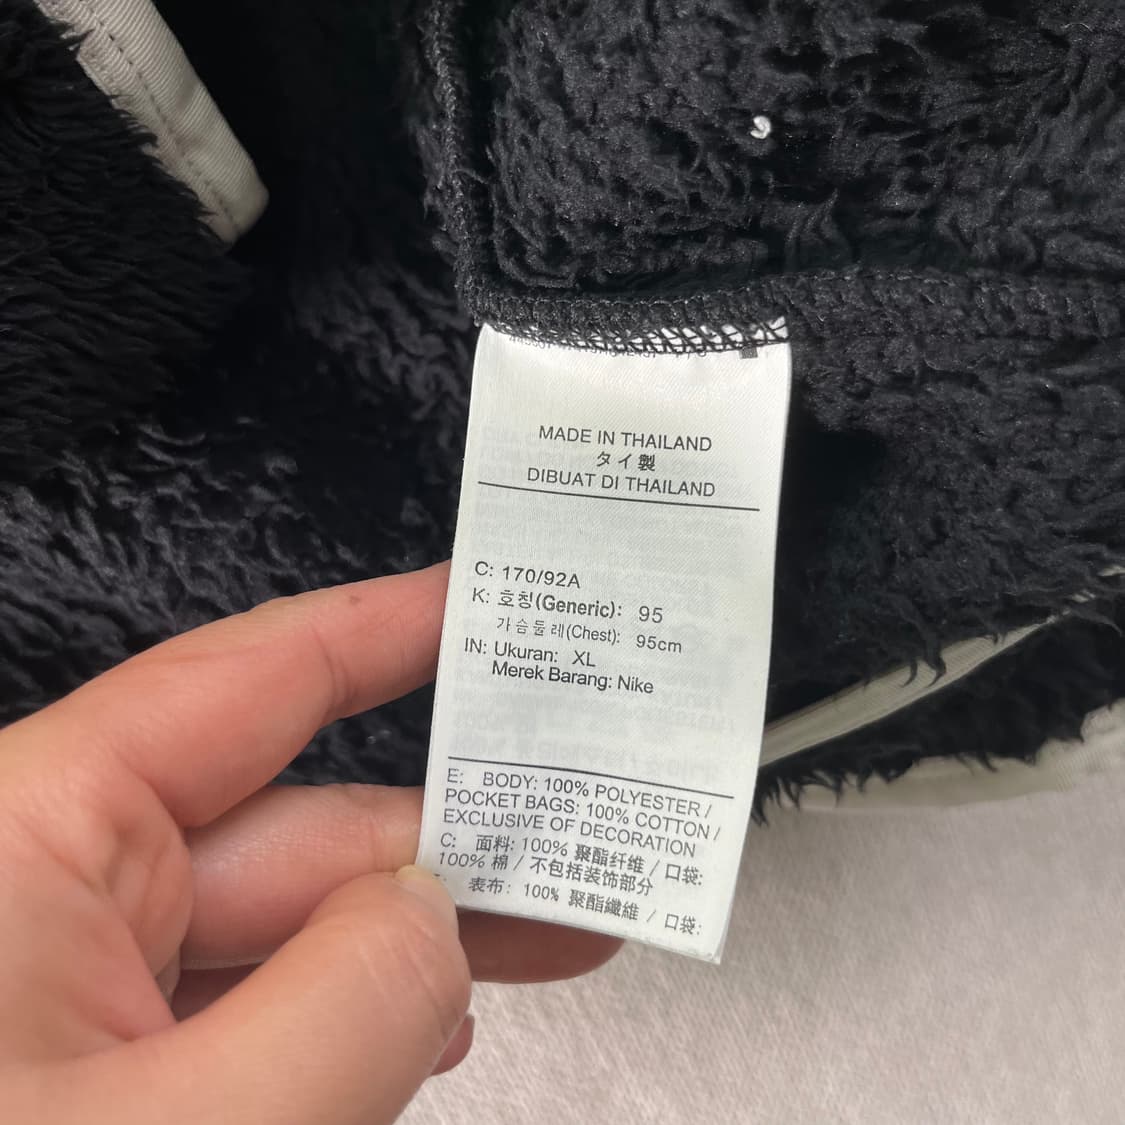 MADE IN THAILAND
タイ製
DIBUAT DI THAILAND
C: 170/92A
K: 호칭(Generic): 95
가슴둘레(Chest): 95cm
IN: Ukuran: XL
Merek Barang: Nike
E: BODY: 100% POLYESTER /
POCKET BAGS: 100% COTTON /
EXCLUSIVE OF DECORATION
C: 面料: 100% 聚酯纤维 / 口袋:
100% 棉 / 不包括装饰部分
表布: 100% 聚酯纖維 / 口袋: